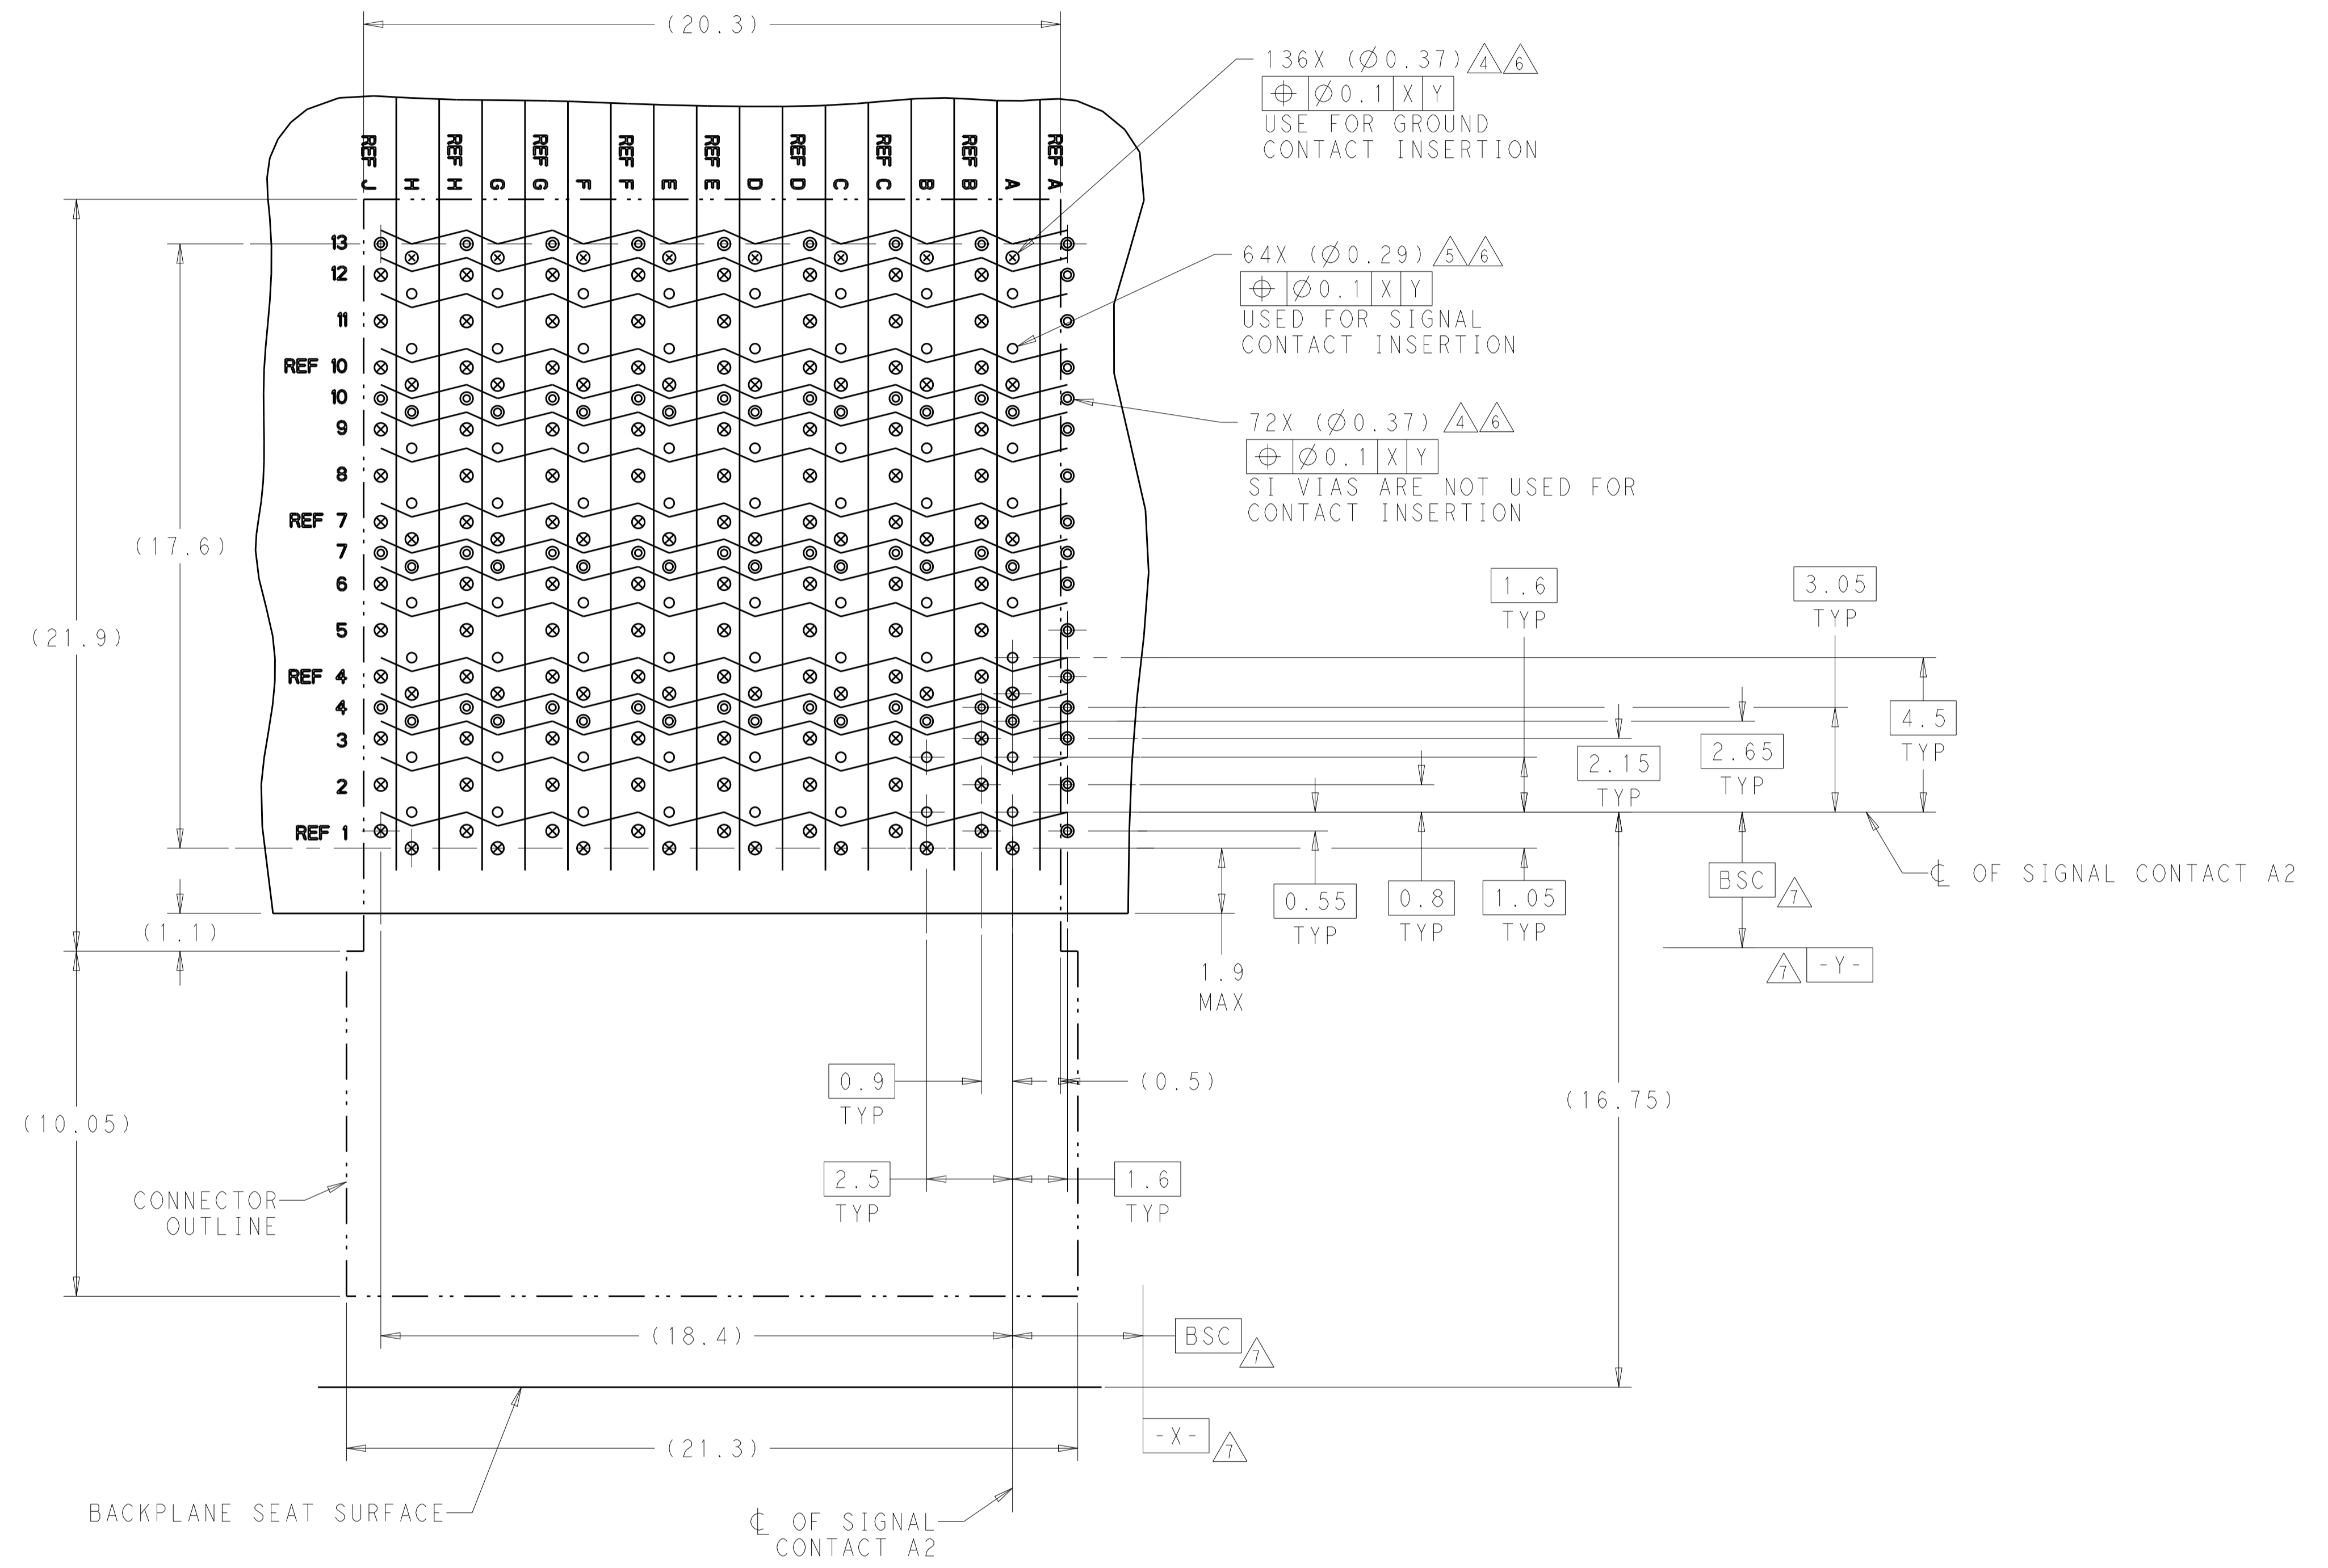 (20.3)
136X (Ø0.37) 4 6
⌖ Ø0.1 X Y
USE FOR GROUND
CONTACT INSERTION
REF J H REF H G REF G F REF F E REF E D REF D C REF C B REF B A REF A
64X (Ø0.29) 5 6
⌖ Ø0.1 X Y
USED FOR SIGNAL
CONTACT INSERTION
72X (Ø0.37) 4 6
⌖ Ø0.1 X Y
SI VIAS ARE NOT USED FOR
CONTACT INSERTION
13
12
11
REF 10
10
9
8
REF 7
7
6
5
REF 4
4
3
2
REF 1
(17.6)
(21.9)
(1.1)
(10.05)
1.6
TYP
3.05
TYP
4.5
TYP
2.65
TYP
2.15
TYP
0.55
TYP
0.8
TYP
1.05
TYP
BSC 7
℄ OF SIGNAL CONTACT A2
7 -Y-
1.9
MAX
0.9
TYP
(0.5)
(16.75)
2.5
TYP
1.6
TYP
CONNECTOR
OUTLINE
(18.4)
BSC 7
-X- 7
(21.3)
BACKPLANE SEAT SURFACE
℄ OF SIGNAL
CONTACT A2